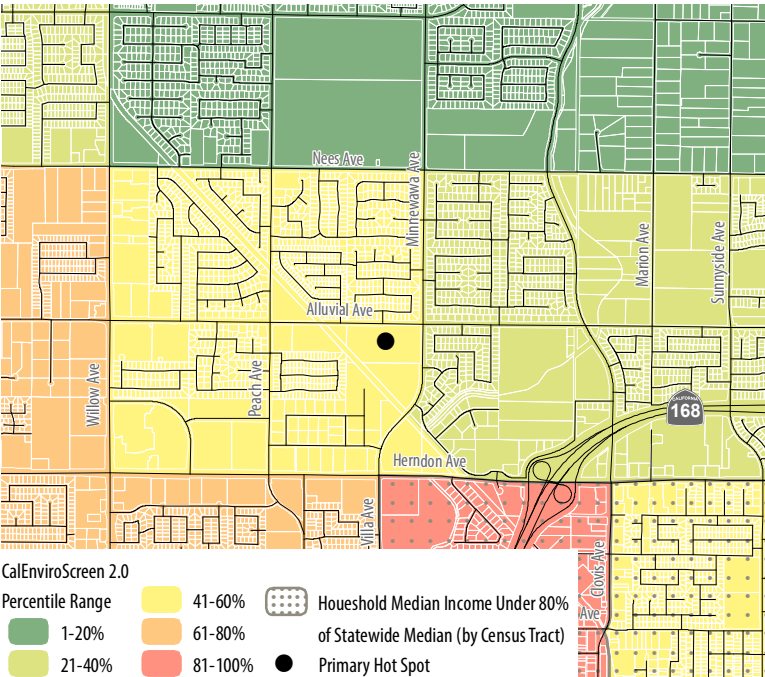 Nees Ave
Minnewawa Ave
Marion Ave
Sunnyside Ave
Alluvial Ave
Willow Ave
Peach Ave
CALIFORNIA
168
Herndon Ave
Villa Ave
Clovis Ave
Ave
CalEnviroScreen 2.0
Percentile Range
1-20%
21-40%
41-60%
61-80%
81-100%
Houeshold Median Income Under 80%
of Statewide Median (by Census Tract)
Primary Hot Spot